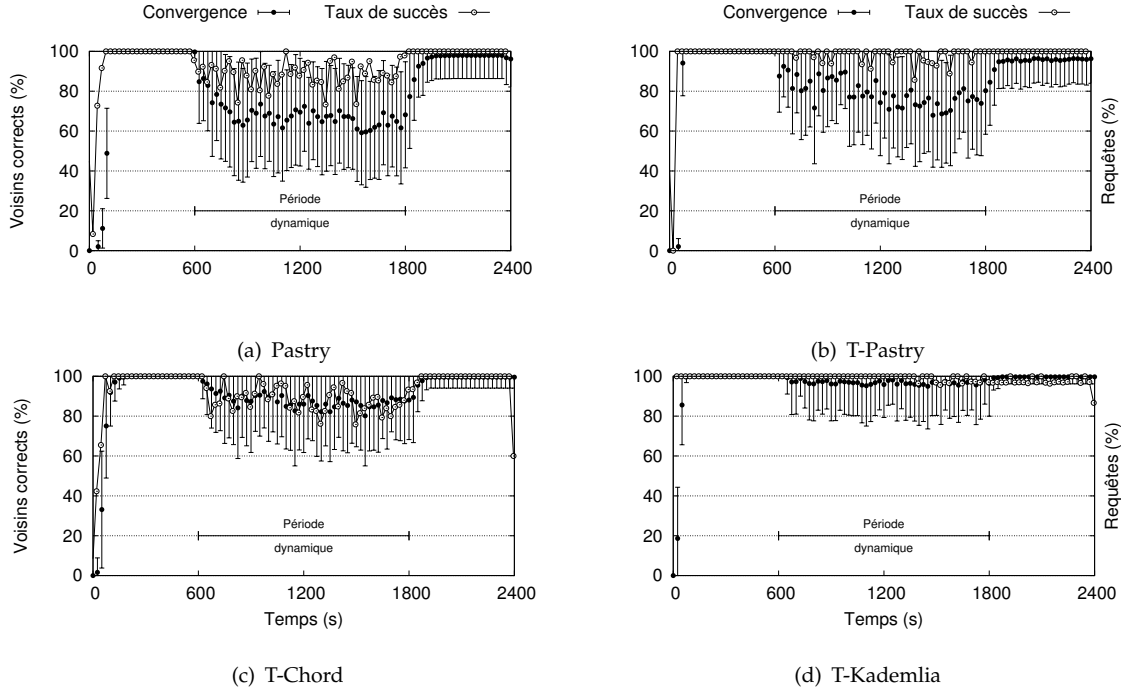 Convergence Taux de succès
Convergence Taux de succès
Voisins corrects (%)
100
80
60
40
20
0
Période
dynamique
0 600 1200 1800 2400
(a) Pastry
100
80
60
40
20
0
Période
dynamique
0 600 1200 1800 2400
Requêtes (%)
(b) T-Pastry
Voisins corrects (%)
100
80
60
40
20
0
Période
dynamique
0 600 1200 1800 2400
Temps (s)
(c) T-Chord
100
80
60
40
20
0
Période
dynamique
0 600 1200 1800 2400
Temps (s)
Requêtes (%)
(d) T-Kademlia